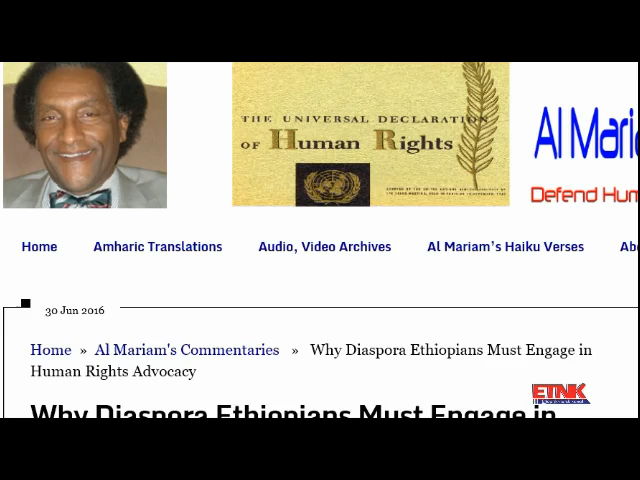 THE UNIVERSAL DECLARATION
OF Human Rights
Al Maria
Defend Hum
Home
Amharic Translations
Audio, Video Archives
Al Mariam's Haiku Verses
Abo
30 Jun 2016
Home » Al Mariam's Commentaries » Why Diaspora Ethiopians Must Engage in
Human Rights Advocacy
ETNK
Why Diaspora Ethiopians Must Engage in